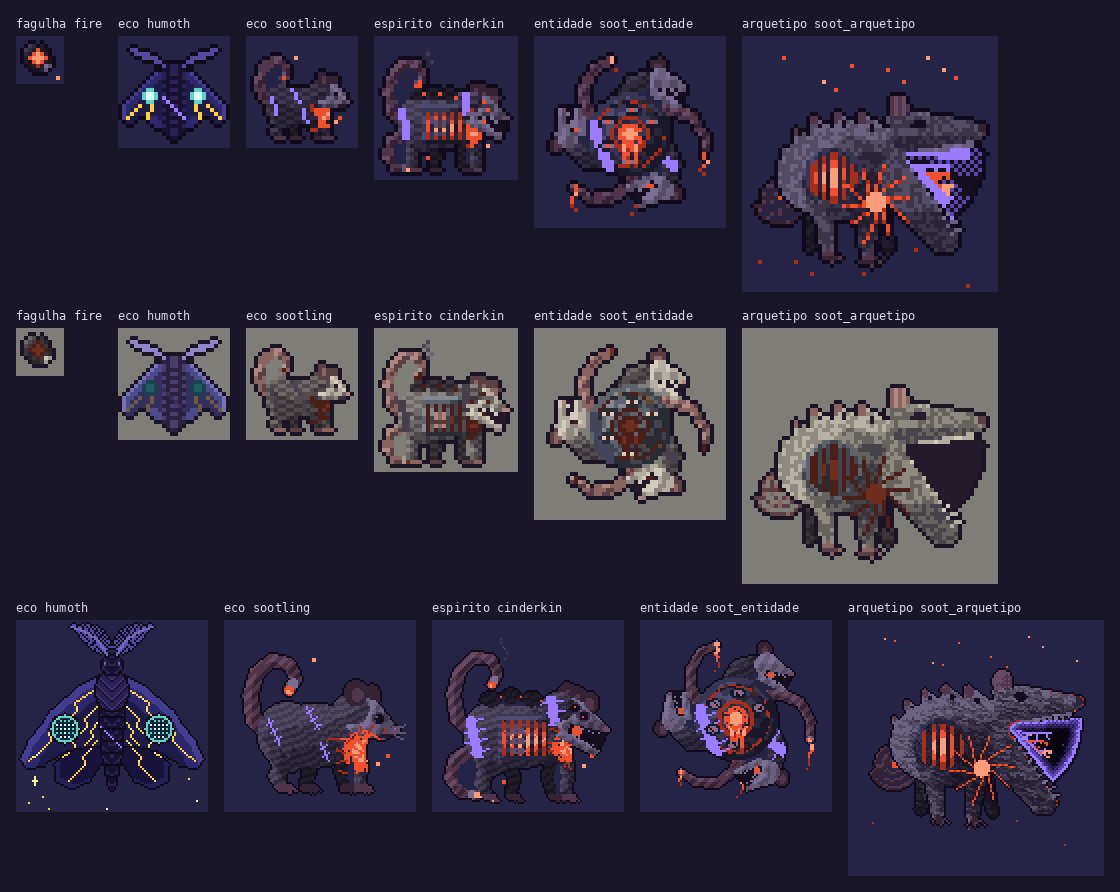 fagulha fire eco humoth eco sootling espirito cinderkin entidade soot_entidade arquetipo soot_arquetipo
fagulha fire eco humoth eco sootling espirito cinderkin entidade soot_entidade arquetipo soot_arquetipo
eco humoth eco sootling espirito cinderkin entidade soot_entidade arquetipo soot_arquetipo